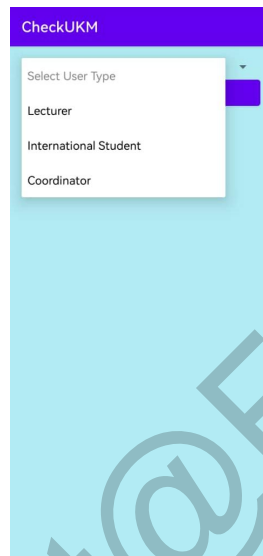 CheckUKM
Select User Type
Lecturer
International Student
Coordinator